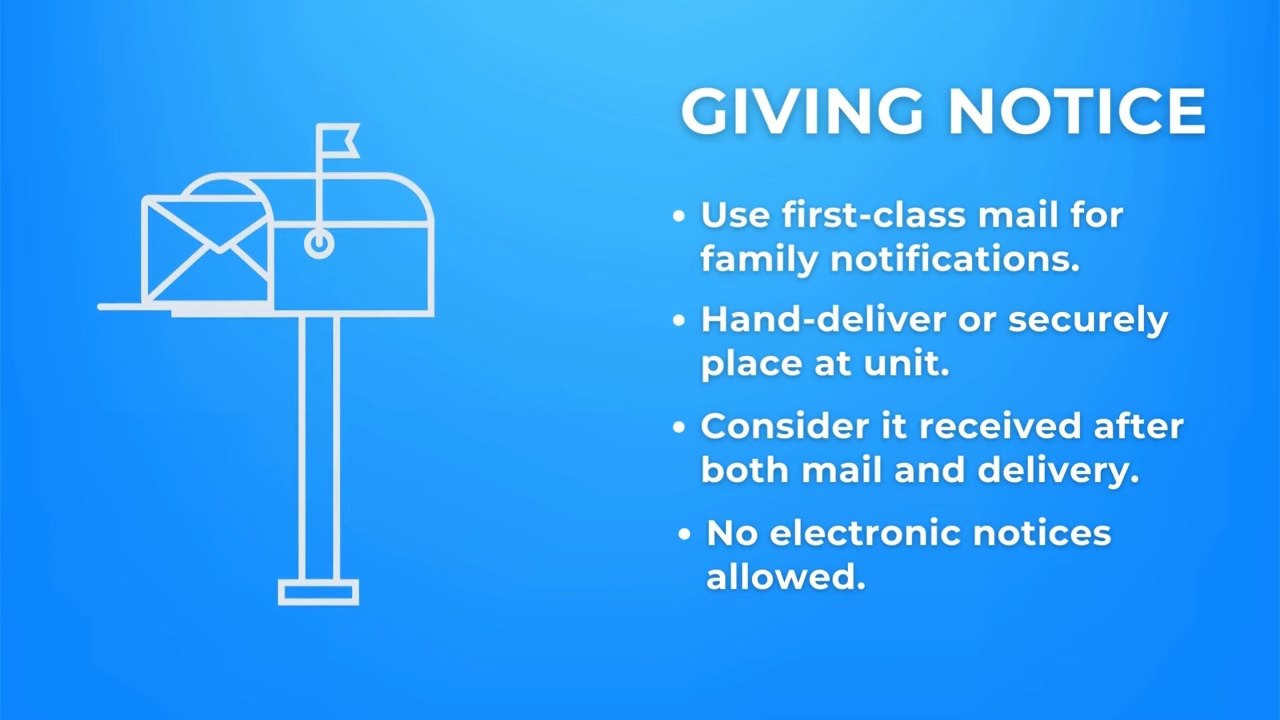 GIVING NOTICE
• Use first-class mail for
family notifications.
• Hand-deliver or securely
place at unit.
• Consider it received after
both mail and delivery.
• No electronic notices
allowed.